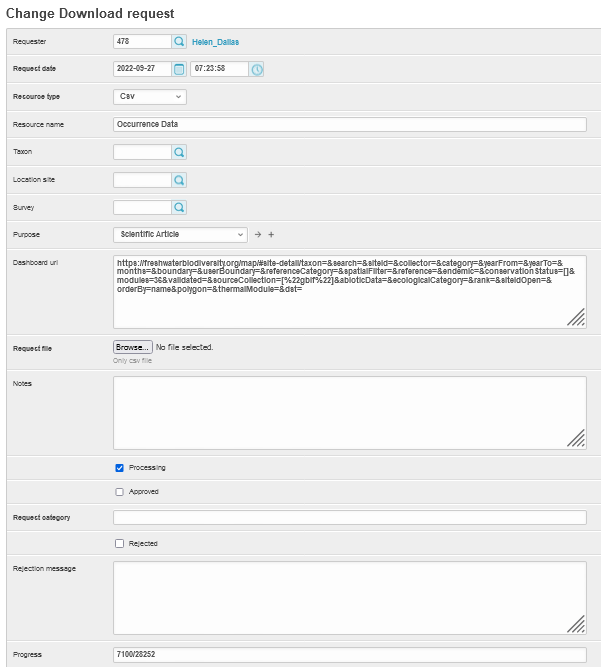 Change Download request
Requester 478 Helen_Dallas
Request date 2022-09-27 07:23:58
Resource type Csv
Resource name Occurrence Data
Taxon
Location site
Survey
Purpose Scientific Article
Dashboard url https://freshwaterbiodiversity.org/map/#site-detail/taxon=&search=&siteId=&collector=&category=&yearFrom=&yearTo=&
months=&boundary=&userBoundary=&referenceCategory=&spatialFilter=&reference=&endemic=&conservationStatus=[]&
modules=36&validated=&sourceCollection=[%22gbif%22]&abioticData=&ecologicalCategory=&rank=&siteIdOpen=&
orderBy=name&polygon=&thermalModule=&dst=
Request file Browse... No file selected.
Only csv file
Notes
Processing
Approved
Request category
Rejected
Rejection message
Progress 7100/28252